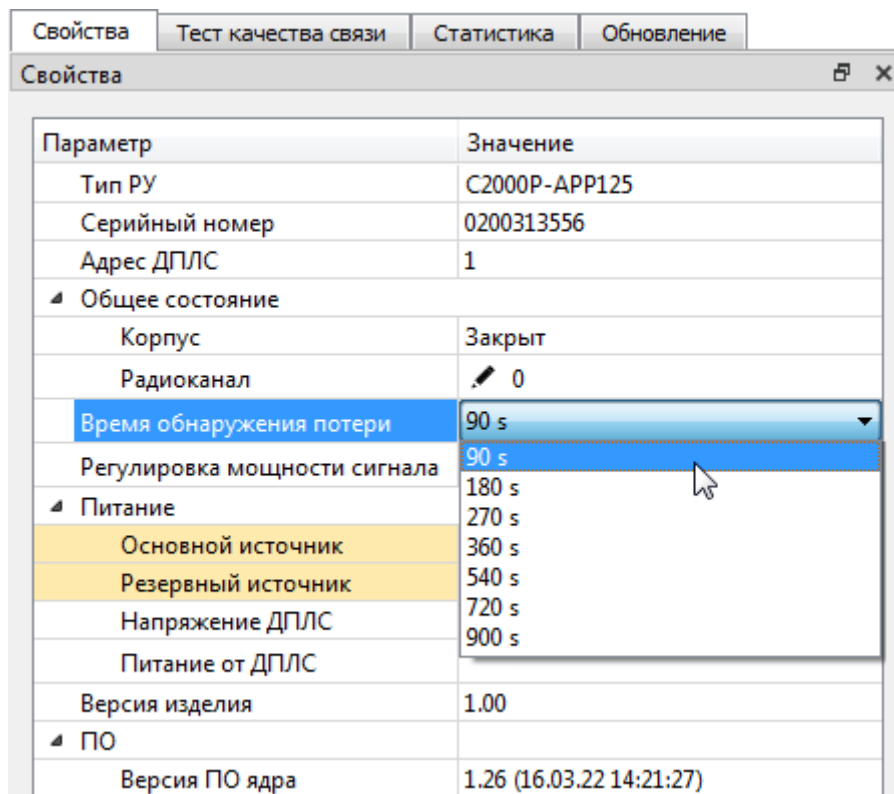 Свойства Тест качества связи Статистика Обновление
Свойства
Параметр Значение
Тип РУ С2000Р-АРР125
Серийный номер 0200313556
Адрес ДПЛС 1
Общее состояние
Корпус Закрыт
Радиоканал 0
Время обнаружения потери 90 s
Регулировка мощности сигнала
90 s
180 s
270 s
360 s
540 s
720 s
900 s
Питание
Основной источник
Резервный источник
Напряжение ДПЛС
Питание от ДПЛС
Версия изделия 1.00
ПО
Версия ПО ядра 1.26 (16.03.22 14:21:27)